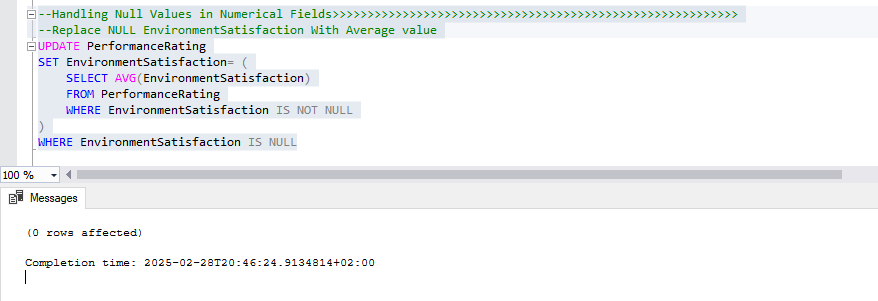 --Handling Null Values in Numerical Fields>>>>>>>>>>>>>>>>>>>>>>>>>>>>>>>>>>>>>>>>>>>>>>>>>>>>>>>>>>
--Replace NULL EnvironmentSatisfaction With Average value
UPDATE PerformanceRating
SET EnvironmentSatisfaction= (
    SELECT AVG(EnvironmentSatisfaction)
    FROM PerformanceRating
    WHERE EnvironmentSatisfaction IS NOT NULL
)
WHERE EnvironmentSatisfaction IS NULL
100 %
Messages
(0 rows affected)
Completion time: 2025-02-28T20:46:24.9134814+02:00